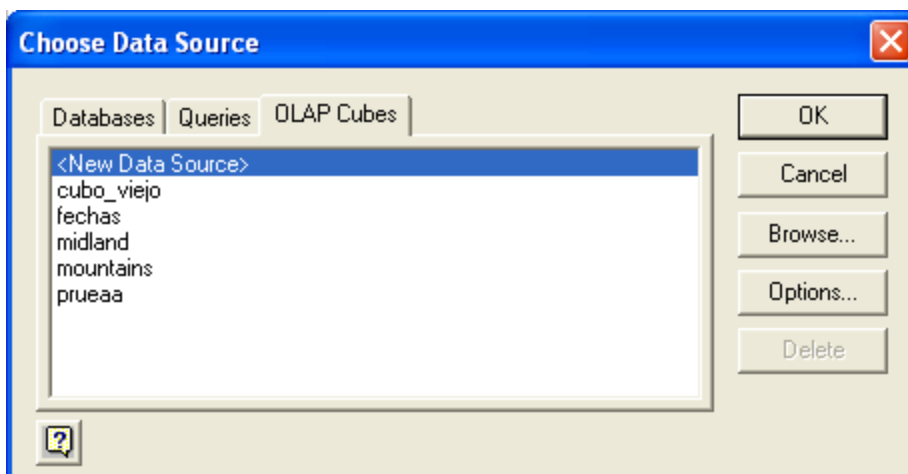 Choose Data Source
Databases Queries OLAP Cubes
<New Data Source>
cubo_viejo
fechas
midland
mountains
prueaa
OK
Cancel
Browse...
Options...
Delete
?